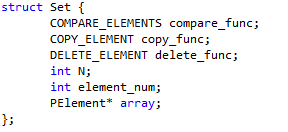 struct Set {
COMPARE_ELEMENTS compare_func;
COPY_ELEMENT copy_func;
DELETE_ELEMENT delete_func;
int N;
int element_num;
PElement* array;
};